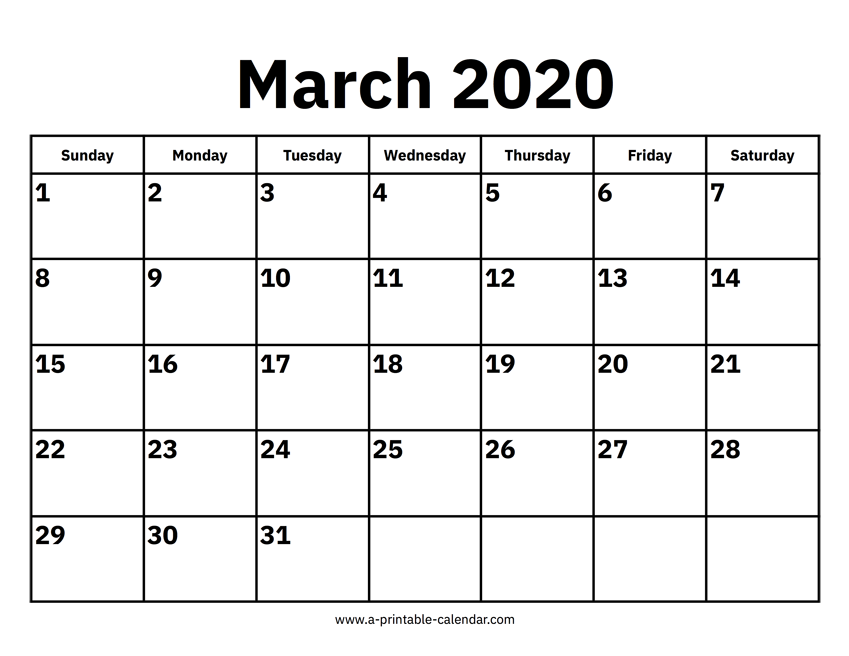 March 2020
Sunday Monday Tuesday Wednesday Thursday Friday Saturday
1 2 3 4 5 6 7
8 9 10 11 12 13 14
15 16 17 18 19 20 21
22 23 24 25 26 27 28
29 30 31
www.a-printable-calendar.com